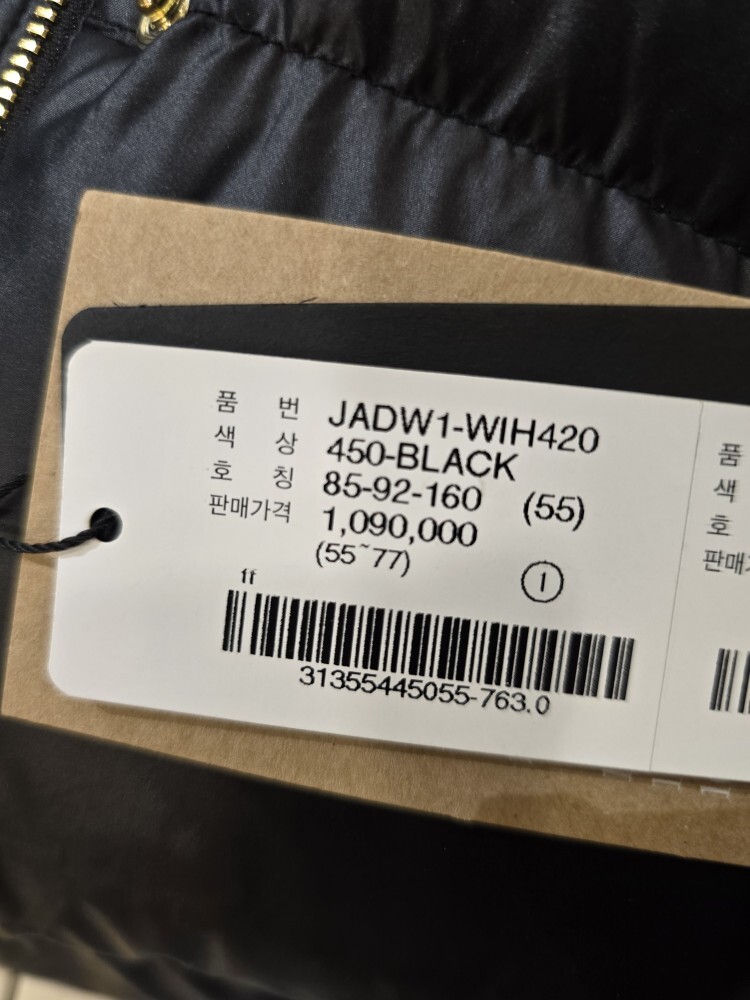 품 번 JADW1-WIH420
색 상 450-BLACK
호 칭 85-92-160 (55)
판매가격 1,090,000
(55~77) ①
ff
31355445055-763.0
품
색
호
판매